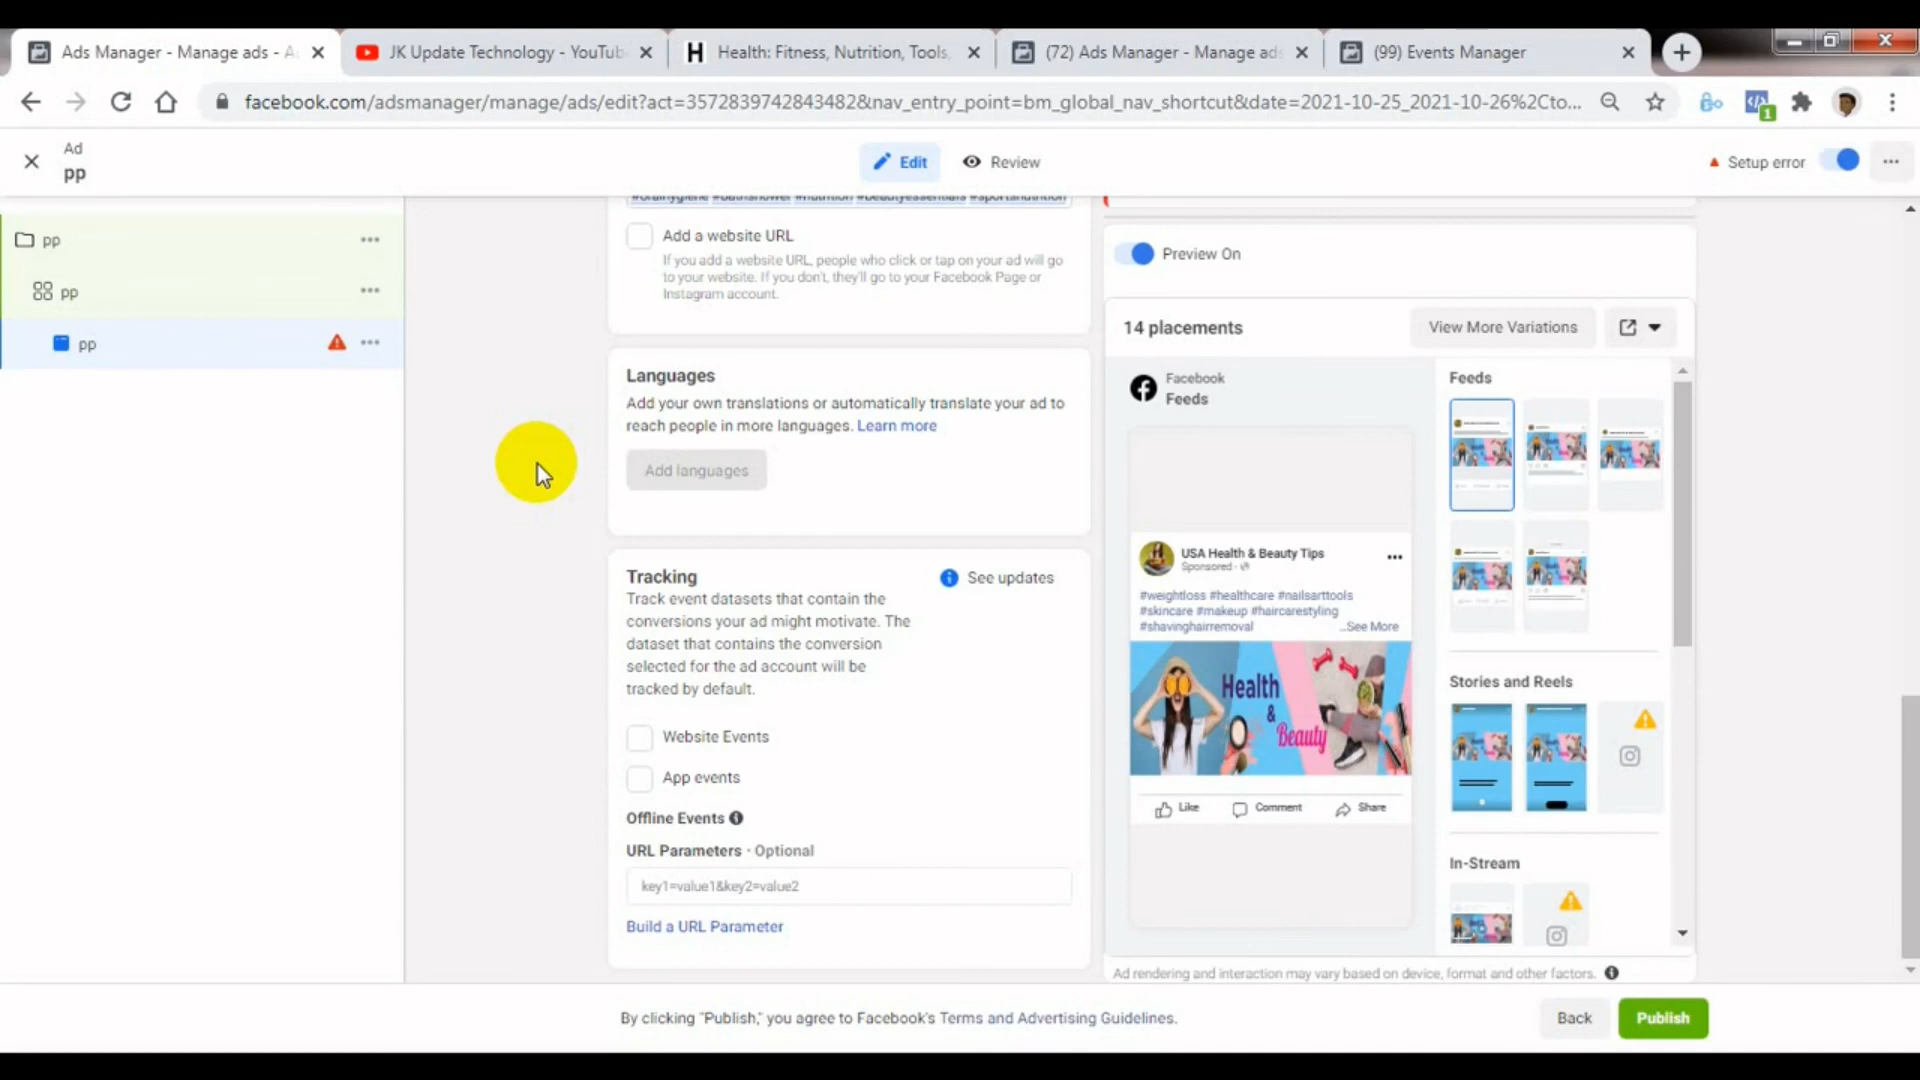 Ads Manager - Manage ads - A
JK Update Technology - YouTub
Health: Fitness, Nutrition, Tools,
(72) Ads Manager - Manage ads
(99) Events Manager
facebook.com/adsmanager/manage/ads/edit?act=3572839742843482&nav_entry_point=bm_global_nav_shortcut&date=2021-10-25_2021-10-26%2Cto...
1
Ad
pp
Edit
Review
Setup error
pp
pp
pp
#oralhygiene #bathshower #nutrition #beautyessentials #sportsnutrition
Add a website URL
If you add a website URL, people who click or tap on your ad will go
to your website. If you don't, they'll go to your Facebook Page or
Instagram account.
Languages
Add your own translations or automatically translate your ad to
reach people in more languages. Learn more
Add languages
Tracking
See updates
Track event datasets that contain the
conversions your ad might motivate. The
dataset that contains the conversion
selected for the ad account will be
tracked by default.
Website Events
App events
Offline Events
URL Parameters · Optional
key1=value1&key2=value2
Build a URL Parameter
Preview On
14 placements
View More Variations
Facebook
Feeds
USA Health & Beauty Tips
Sponsored ·
#weightloss #healthcare #nailsarttools
#skincare #makeup #haircarestyling
#shavinghairremoval
...See More
Health
&
Beauty
Like
Comment
Share
Feeds
Stories and Reels
In-Stream
Ad rendering and interaction may vary based on device, format and other factors.
By clicking "Publish," you agree to Facebook's Terms and Advertising Guidelines.
Back
Publish